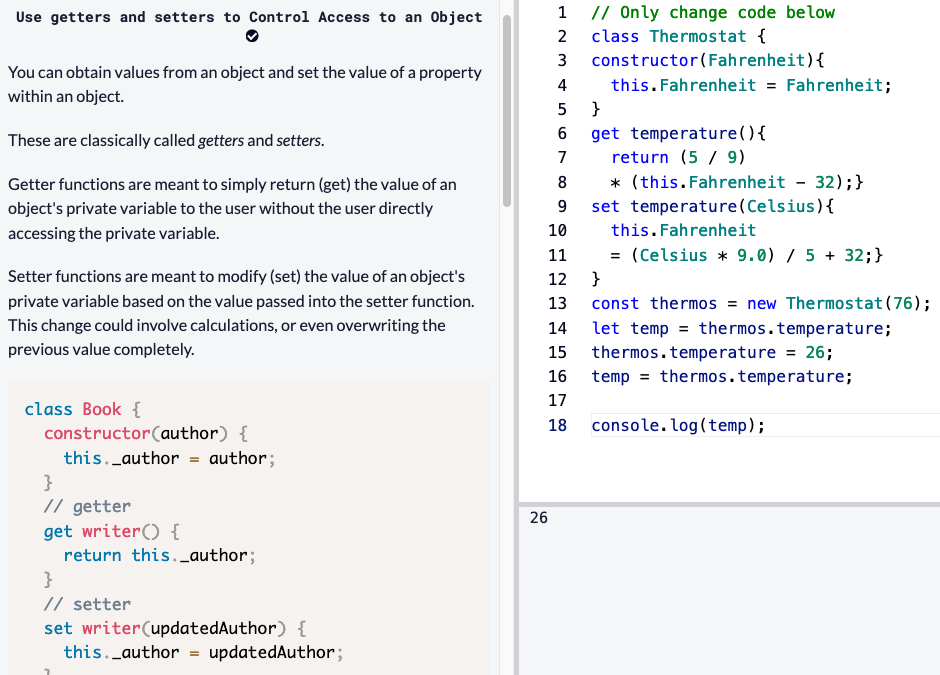 Use getters and setters to Control Access to an Object
You can obtain values from an object and set the value of a property
within an object.
These are classically called getters and setters.
Getter functions are meant to simply return (get) the value of an
object's private variable to the user without the user directly
accessing the private variable.
Setter functions are meant to modify (set) the value of an object's
private variable based on the value passed into the setter function.
This change could involve calculations, or even overwriting the
previous value completely.
class Book {
constructor(author) {
this._author = author;
}
// getter
get writer() {
return this._author;
}
// setter
set writer(updatedAuthor) {
this._author = updatedAuthor;
}
1 // Only change code below
2 class Thermostat {
3 constructor(Fahrenheit){
4 this.Fahrenheit = Fahrenheit;
5 }
6 get temperature(){
7 return (5 / 9)
8 * (this.Fahrenheit - 32);}
9 set temperature(Celsius){
10 this.Fahrenheit
11 = (Celsius * 9.0) / 5 + 32;}
12 }
13 const thermos = new Thermostat(76);
14 let temp = thermos.temperature;
15 thermos.temperature = 26;
16 temp = thermos.temperature;
17
18 console.log(temp);
26